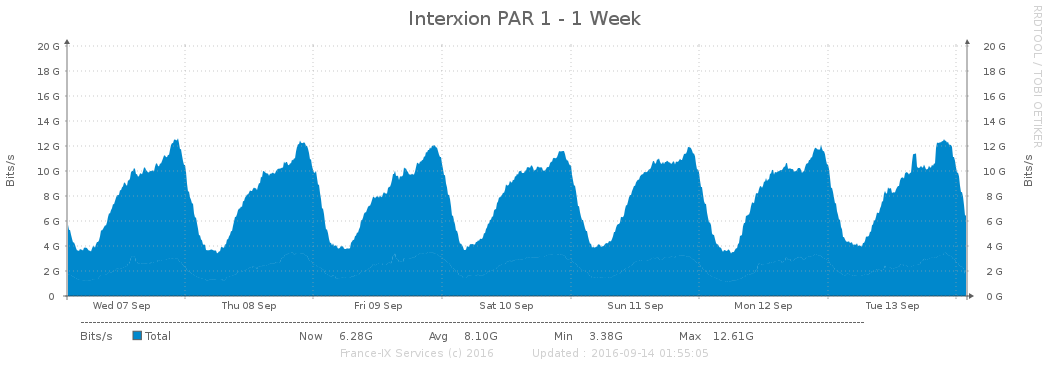 Interxion PAR 1 - 1 Week
RRDTOOL / TOBI OETIKER
Bits/s
20 G 20 G
18 G 18 G
16 G 16 G
14 G 14 G
12 G 12 G
10 G 10 G
8 G 8 G
6 G 6 G
4 G 4 G
2 G 2 G
0 0 G
Bits/s
Wed 07 Sep Thu 08 Sep Fri 09 Sep Sat 10 Sep Sun 11 Sep Mon 12 Sep Tue 13 Sep
Bits/s Total Now 6.28G Avg 8.10G Min 3.38G Max 12.61G
France-IX Services (c) 2016 Updated : 2016-09-14 01:55:05